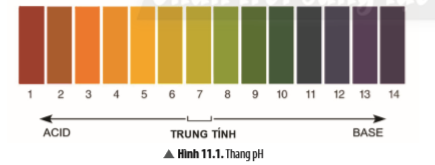 1 2 3 4 5 6 7 8 9 10 11 12 13 14
ACID TRUNG TÍNH BASE
▲ Hình 11.1. Thang pH